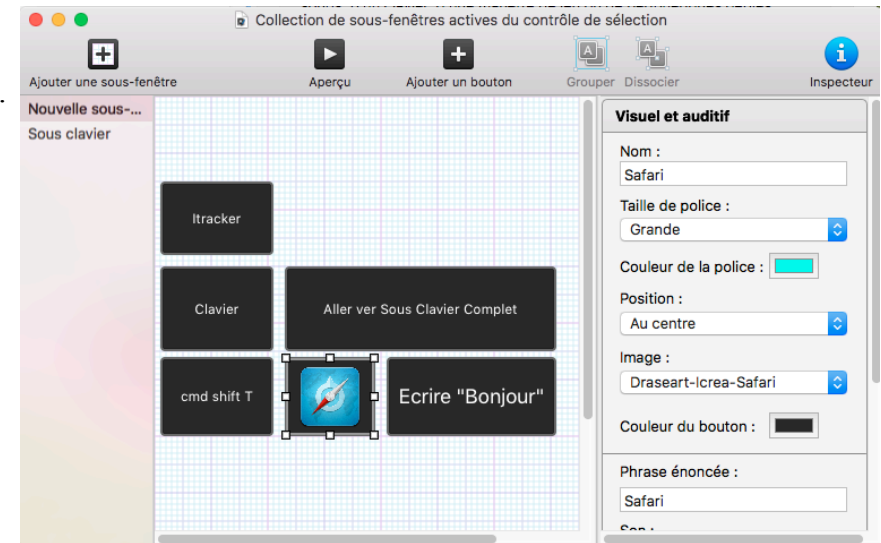 Collection de sous-fenêtres actives du contrôle de sélection
Ajouter une sous-fenêtre
Aperçu
Ajouter un bouton
Grouper
Dissocier
Inspecteur
Nouvelle sous-...
Sous clavier
Itracker
Clavier
Aller ver Sous Clavier Complet
cmd shift T
Ecrire "Bonjour"
Visuel et auditif
Nom :
Safari
Taille de police :
Grande
Couleur de la police :
Position :
Au centre
Image :
Draseart-Icrea-Safari
Couleur du bouton :
Phrase énoncée :
Safari